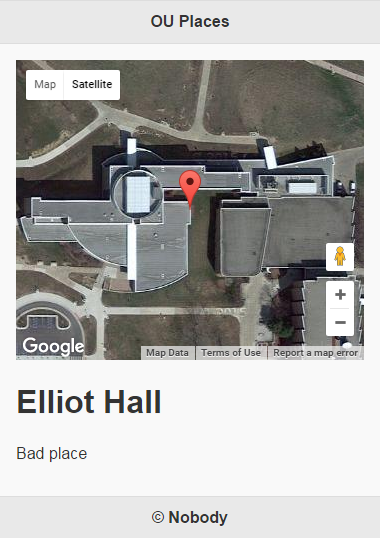 OU Places
Map Satellite
Google
Map Data Terms of Use Report a map error
Elliot Hall
Bad place
© Nobody